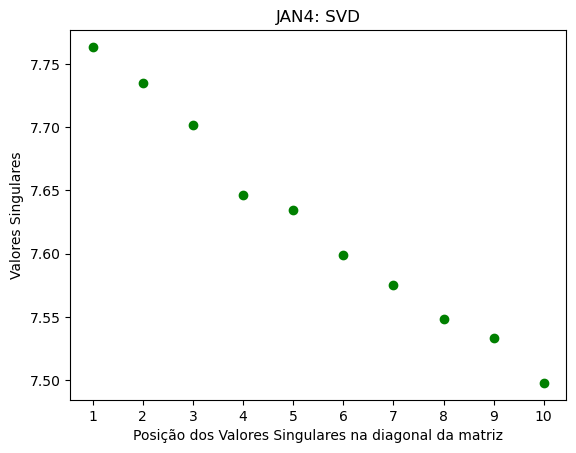 JAN4: SVD
Valores Singulares
7.75
7.70
7.65
7.60
7.55
7.50
1 2 3 4 5 6 7 8 9 10
Posição dos Valores Singulares na diagonal da matriz